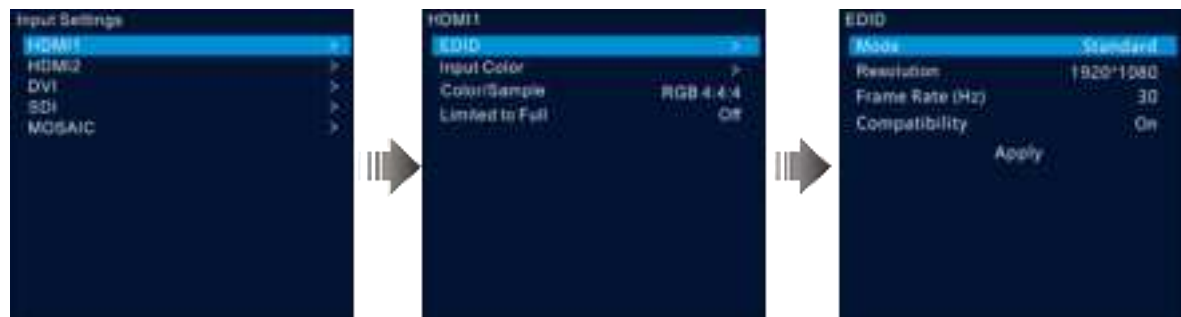 Input Settings
HDMI1 >
HDMI2 >
DVI >
SDI >
MOSAIC >
HDMI1
EDID >
Input Color >
Color/Sample RGB 4:4:4
Limited to Full Off
EDID
Mode Standard
Resolution 1920*1080
Frame Rate (Hz) 30
Compatibility On
Apply